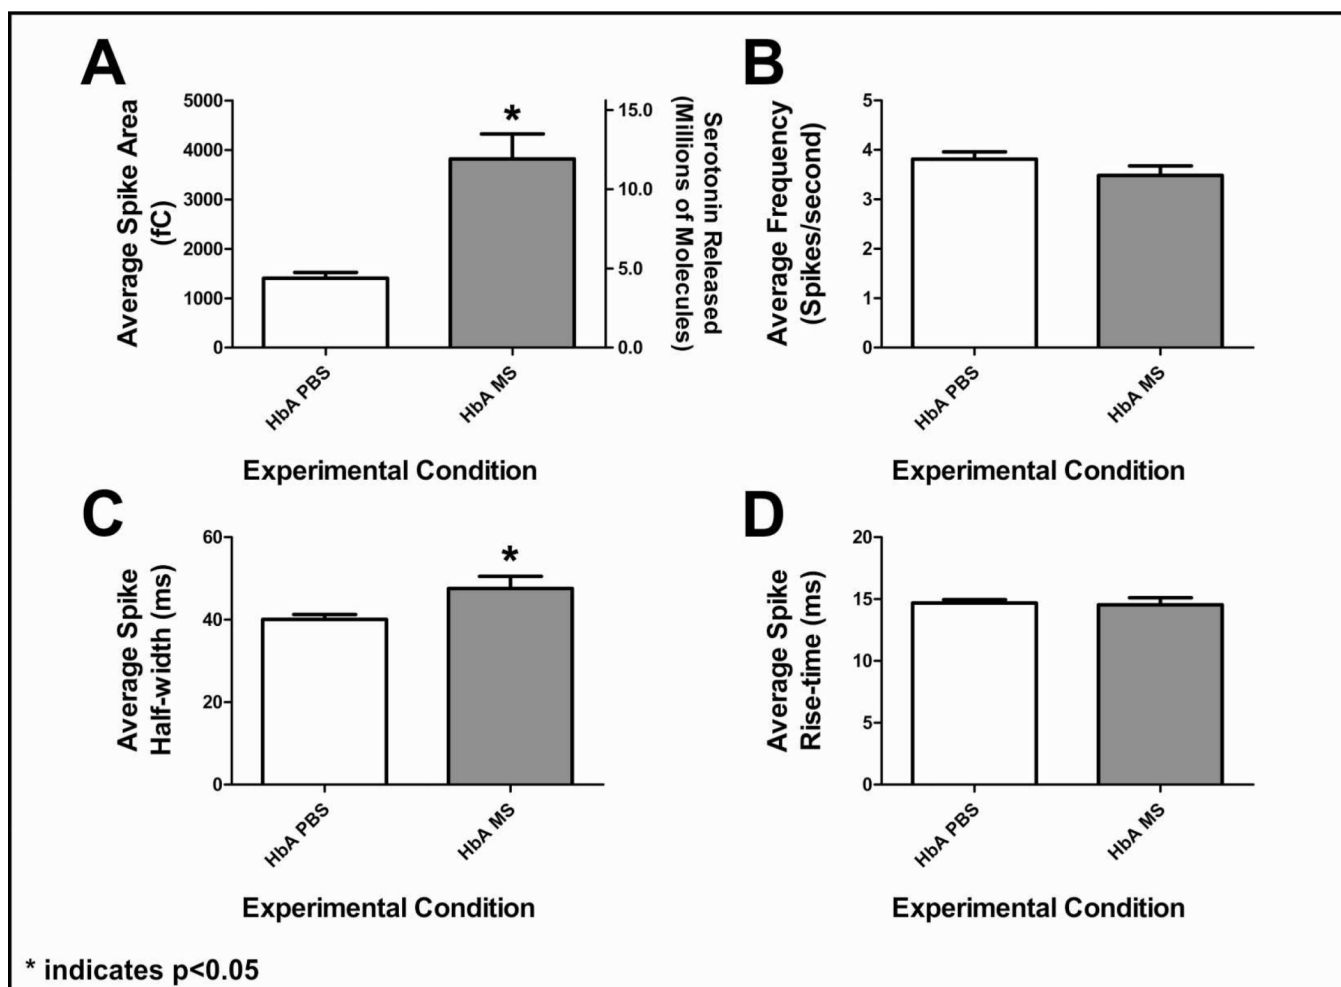 A
Average Spike Area
(fC)
5000
4000
3000
2000
1000
0
*
15.0
10.0
5.0
0.0
Serotonin Released
(Millions of Molecules)
HbA PBS
HbA MS
Experimental Condition
B
Average Frequency
(Spikes/second)
5
4
3
2
1
0
HbA PBS
HbA MS
Experimental Condition
C
Average Spike
Half-width (ms)
60
40
20
0
*
HbA PBS
HbA MS
Experimental Condition
D
Average Spike
Rise-time (ms)
20
15
10
5
0
HbA PBS
HbA MS
Experimental Condition
* indicates p<0.05